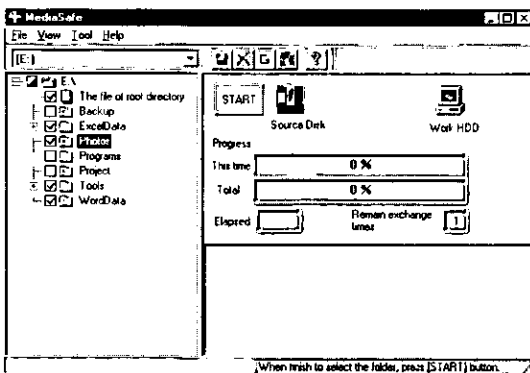 MediaSafe
File View Tool Help
[E:]
E:\
The file of root directory
Backup
ExcelData
Photos
Programs
Project
Tools
WordData
START
Source Disk
Work HDD
Progress
This time 0 %
Total 0 %
Elapsed
Remain exchange
times
1
When finish to select the folder, press [START] button.